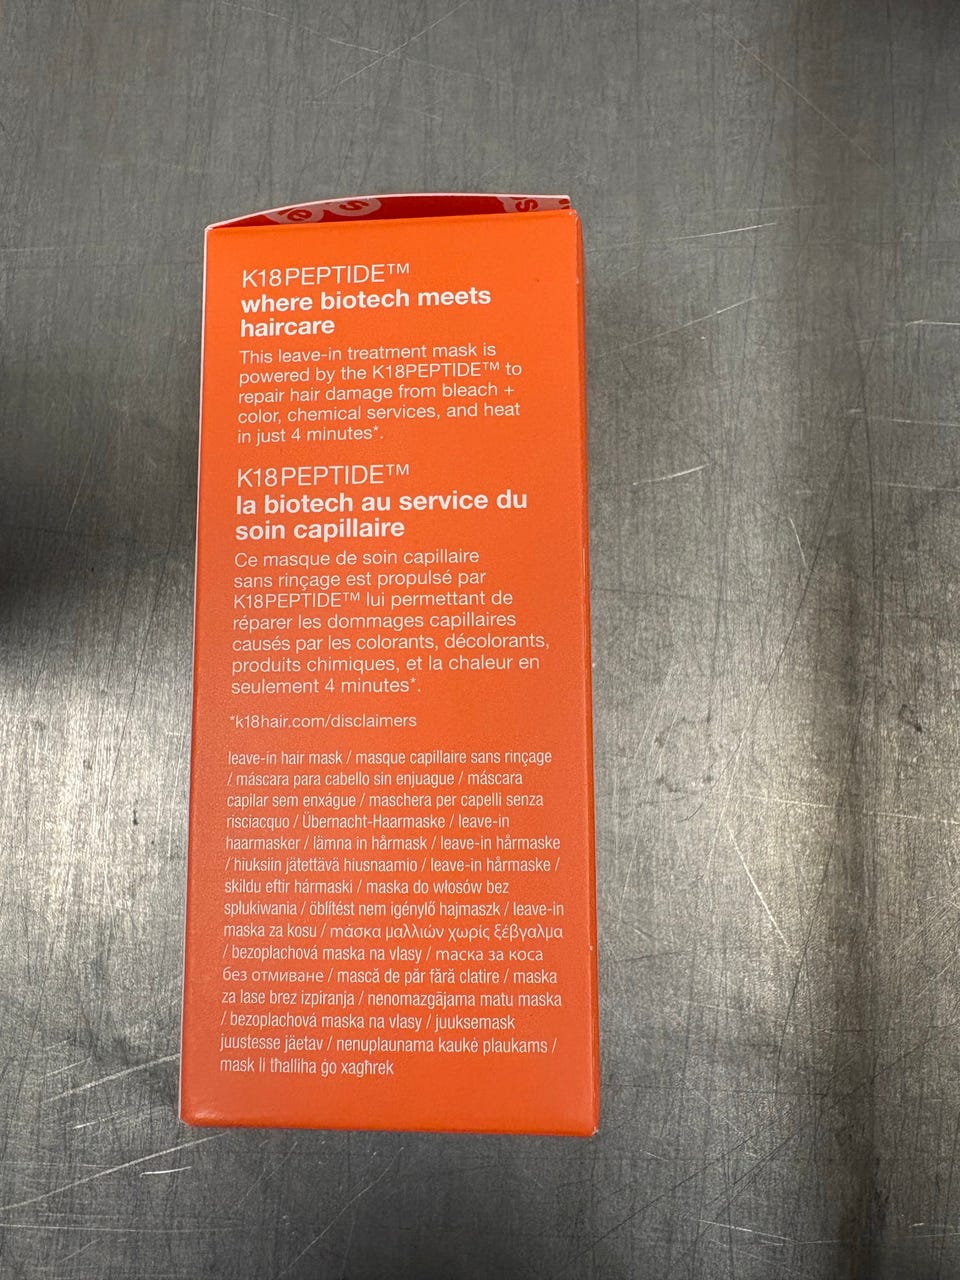 K18PEPTIDE™
where biotech meets
haircare
This leave-in treatment mask is
powered by the K18PEPTIDE™ to
repair hair damage from bleach +
color, chemical services, and heat
in just 4 minutes*.
K18PEPTIDE™
la biotech au service du
soin capillaire
Ce masque de soin capillaire
sans rinçage est propulsé par
K18PEPTIDE™ lui permettant de
réparer les dommages capillaires
causés par les colorants, décolorants,
produits chimiques, et la chaleur en
seulement 4 minutes*.
*k18hair.com/disclaimers
leave-in hair mask / masque capillaire sans rinçage
/ máscara para cabello sin enjuague / máscara
capilar sem enxágue / maschera per capelli senza
risciacquo / Übernacht-Haarmaske / leave-in
haarmasker / lämna in hårmask / leave-in hårmaske
/ hiuksiin jätettävä hiusnaamio / leave-in hårmaske /
skildu eftir hármaski / maska do włosów bez
spłukiwania / öblítést nem igénylő hajmaszk / leave-in
maska za kosu / μάσκα μαλλιών χωρίς ξέβγαλμα
/ bezoplachová maska na vlasy / маска за коса
без отмиване / mască de păr fără clatire / maska
za lase brez izpiranja / nenomazgājama matu maska
/ bezoplachová maska na vlasy / juuksemask
juustesse jäetav / nenuplaunama kaukė plaukams /
mask li tħalliha ġo xagħrek